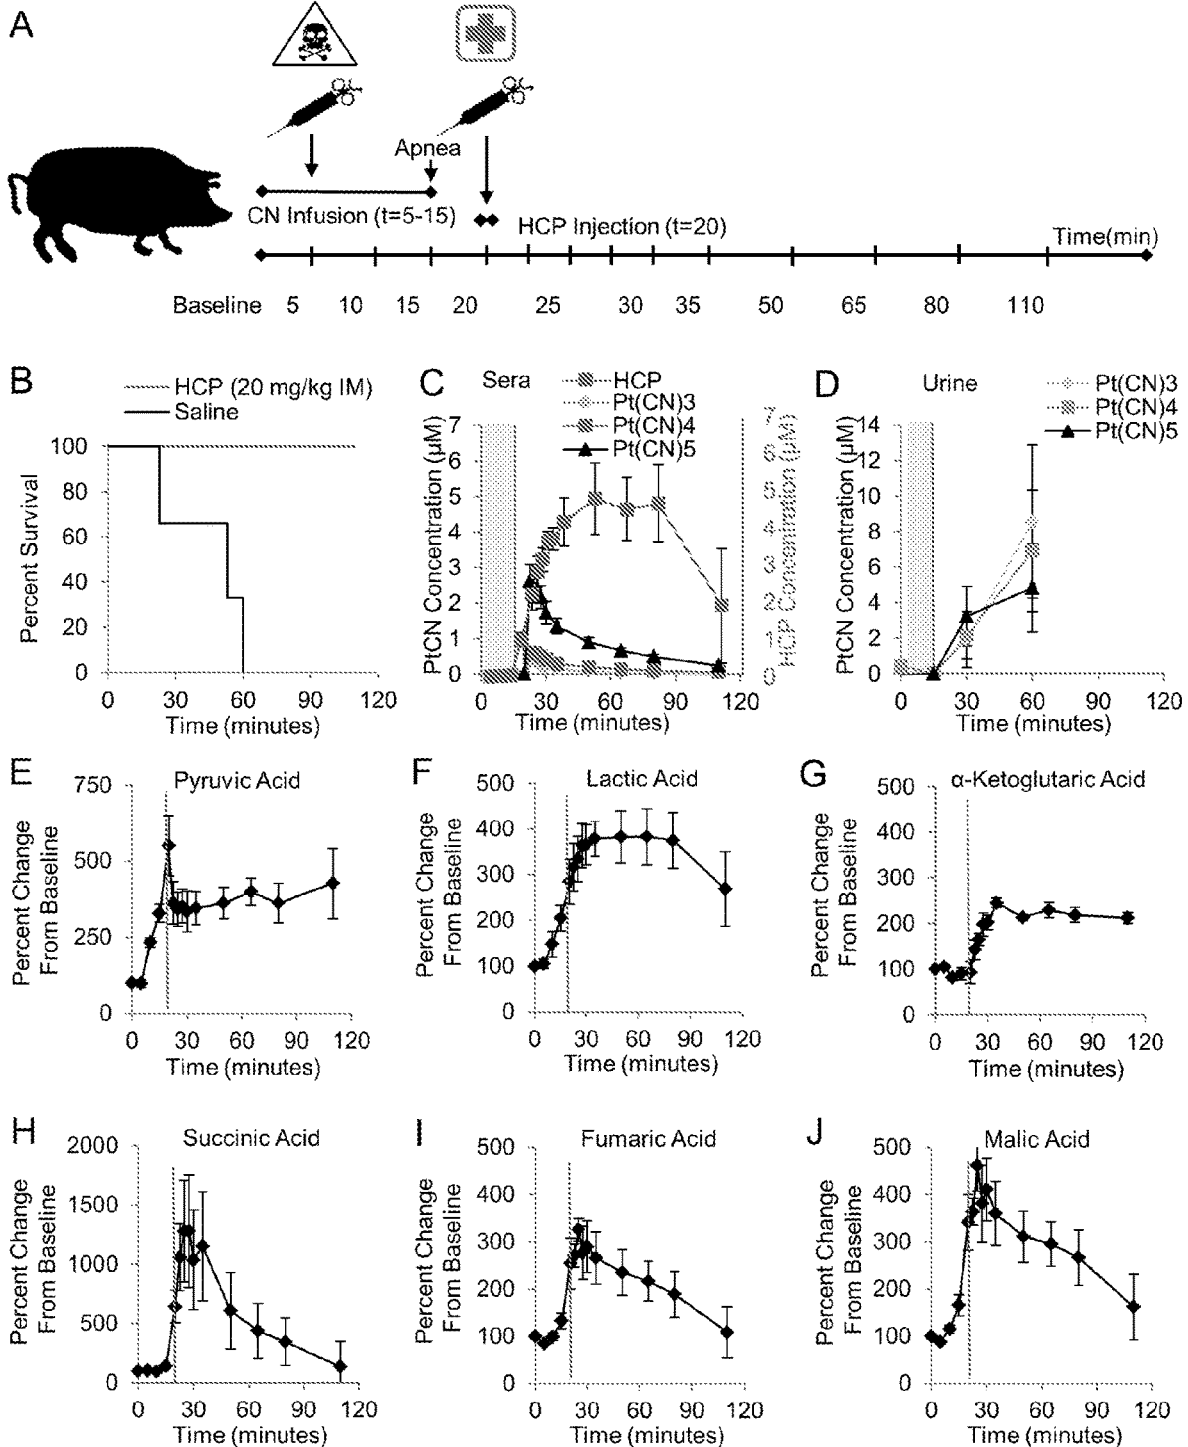 A
Apnea
CN Infusion (t=5-15)
HCP Injection (t=20)
Time(min)
Baseline 5 10 15 20 25 30 35 50 65 80 110
B
HCP (20 mg/kg IM)
Saline
Percent Survival
100
80
60
40
20
0
0 30 60 90 120
Time (minutes)
C
Sera
HCP
Pt(CN)3
Pt(CN)4
Pt(CN)5
PtCN Concentration (µM)
7
6
5
4
3
2
1
0
7
6
5
4
3
2
1
0
HCP Concentration (µM)
0 30 60 90 120
Time (minutes)
D
Urine
Pt(CN)3
Pt(CN)4
Pt(CN)5
PtCN Concentration (µM)
14
12
10
8
6
4
2
0
0 30 60 90 120
Time (minutes)
E
Pyruvic Acid
Percent Change
From Baseline
750
500
250
0
0 30 60 90 120
Time (minutes)
F
Lactic Acid
Percent Change
From Baseline
500
400
300
200
100
0
0 30 60 90 120
Time (minutes)
G
α-Ketoglutaric Acid
Percent Change
From Baseline
500
400
300
200
100
0
0 30 60 90 120
Time (minutes)
H
Succinic Acid
Percent Change
From Baseline
2000
1500
1000
500
0
0 30 60 90 120
Time (minutes)
I
Fumaric Acid
Percent Change
From Baseline
500
400
300
200
100
0
0 30 60 90 120
Time (minutes)
J
Malic Acid
Percent Change
From Baseline
500
400
300
200
100
0
0 30 60 90 120
Time (minutes)